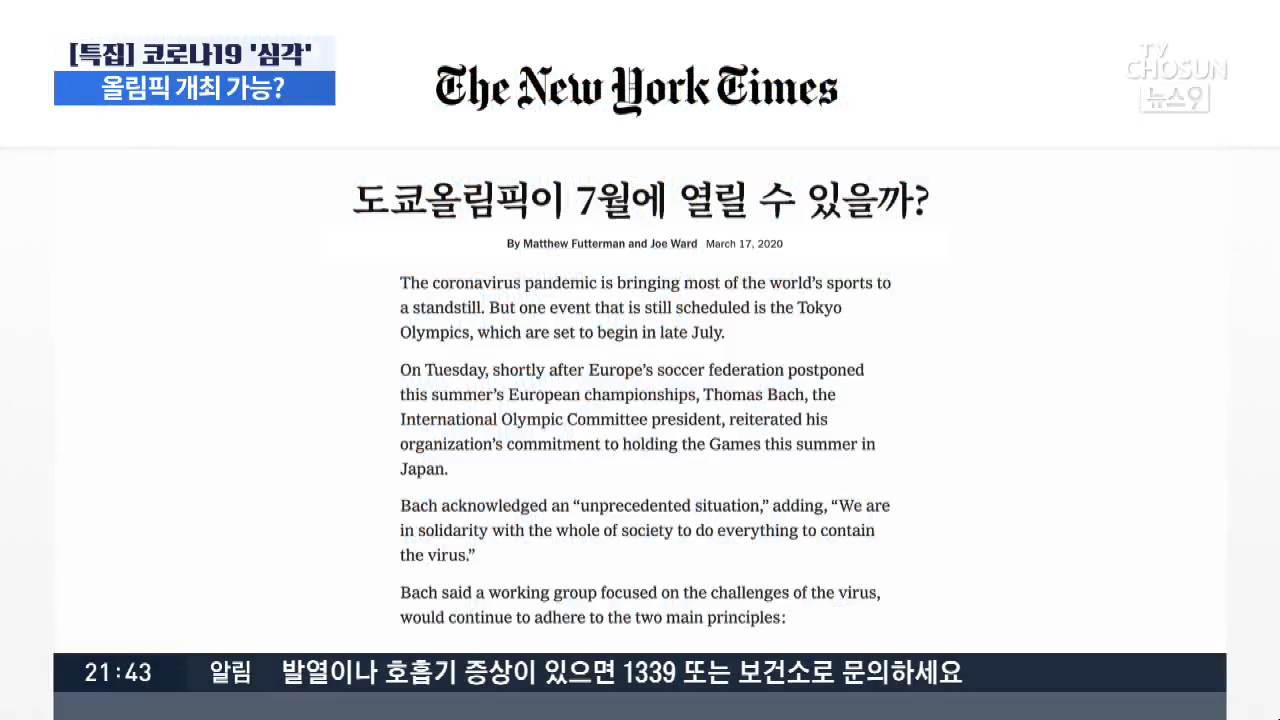 [특집] 코로나19 '심각'
올림픽 개최 가능?
The New York Times
TV
CHOSUN
뉴스9
도쿄올림픽이 7월에 열릴 수 있을까?
By Matthew Futterman and Joe Ward March 17, 2020
The coronavirus pandemic is bringing most of the world’s sports to
a standstill. But one event that is still scheduled is the Tokyo
Olympics, which are set to begin in late July.
On Tuesday, shortly after Europe’s soccer federation postponed
this summer’s European championships, Thomas Bach, the
International Olympic Committee president, reiterated his
organization’s commitment to holding the Games this summer in
Japan.
Bach acknowledged an “unprecedented situation,” adding, “We are
in solidarity with the whole of society to do everything to contain
the virus.”
Bach said a working group focused on the challenges of the virus,
would continue to adhere to the two main principles:
21:43 알림 발열이나 호흡기 증상이 있으면 1339 또는 보건소로 문의하세요